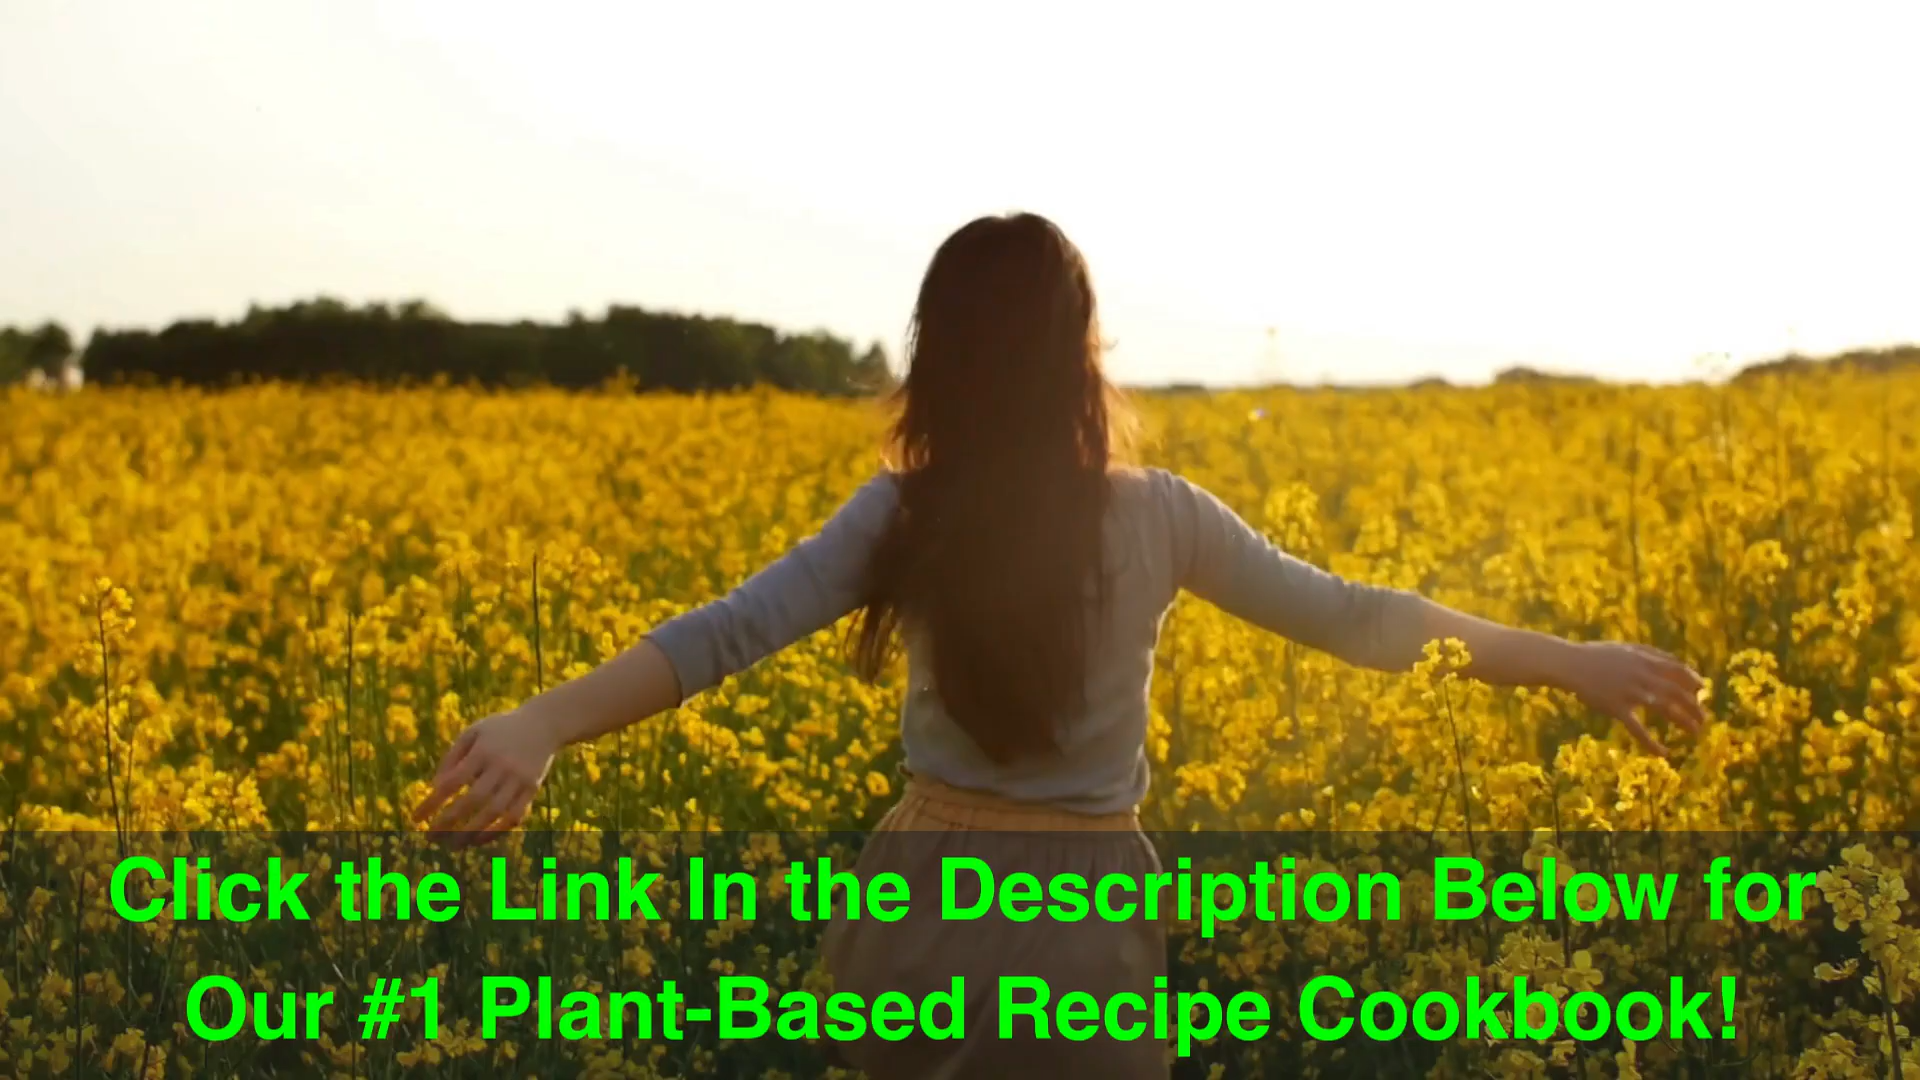 Click the Link In the Description Below for
Our #1 Plant-Based Recipe Cookbook!